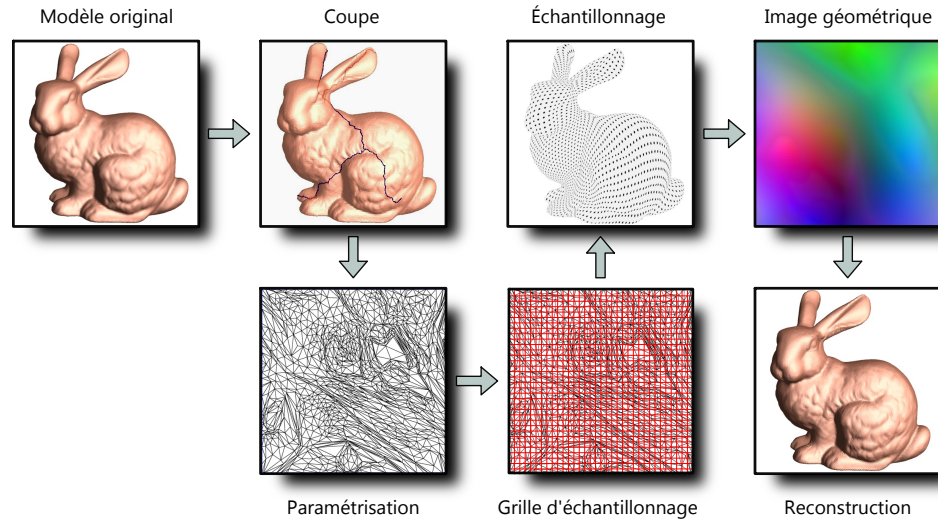 Modèle original
Coupe
Échantillonnage
Image géométrique
Paramétrisation
Grille d'échantillonnage
Reconstruction